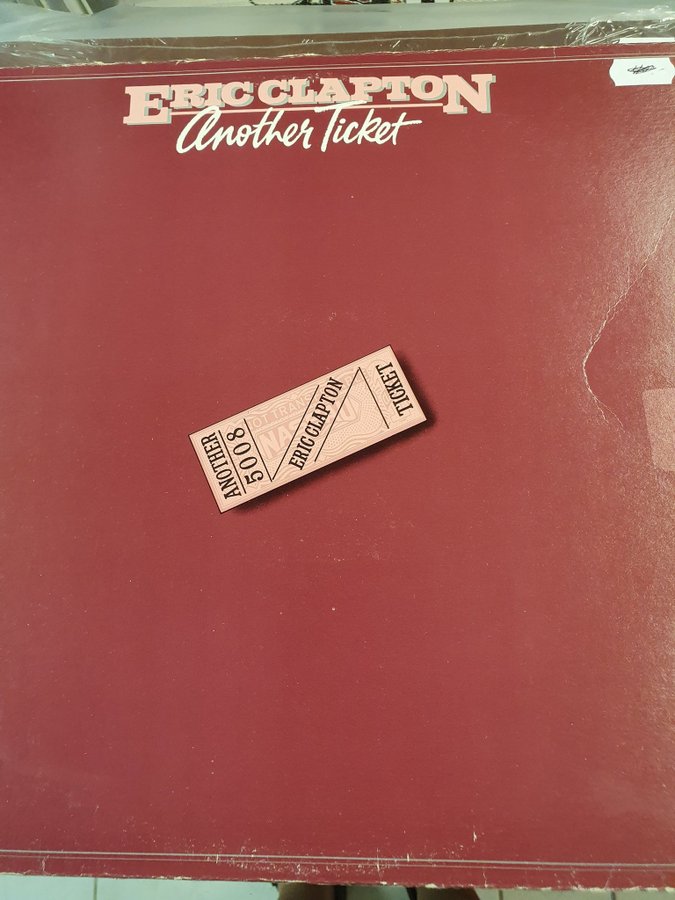 ERIC CLAPTON
Another Ticket
ANOTHER
5008
ERIC CLAPTON
TICKET